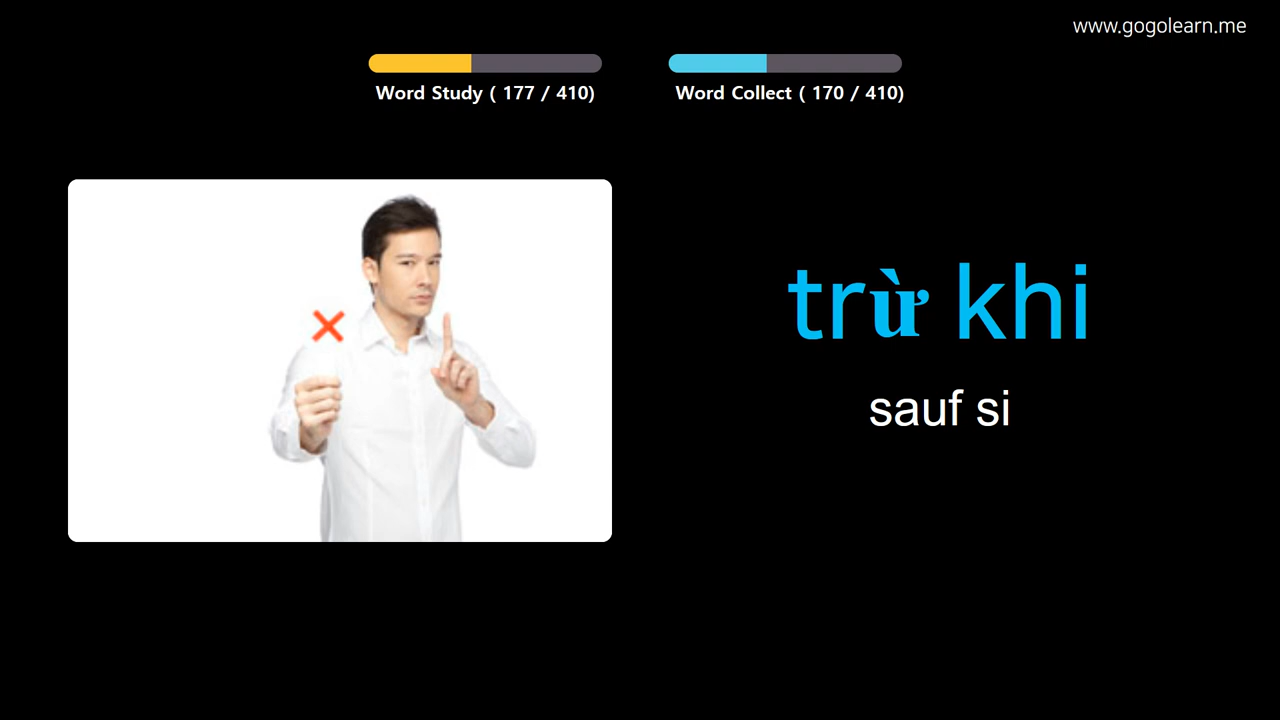 www.gogolearn.me
Word Study ( 177 / 410)
Word Collect ( 170 / 410)
trừ khi
sauf si